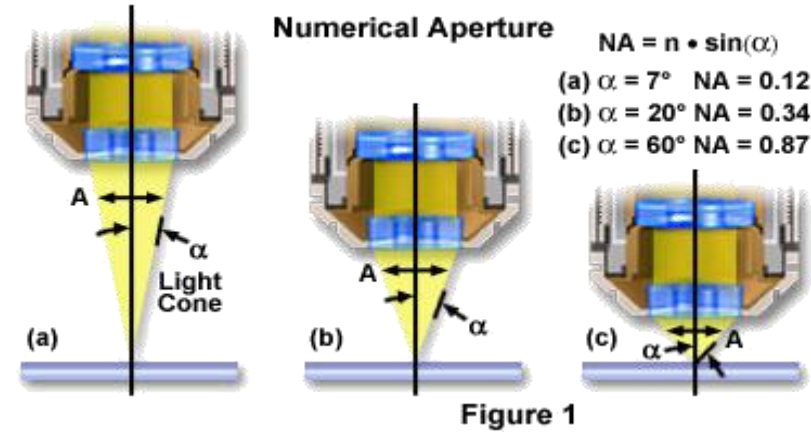 Numerical Aperture
NA = n • sin(α)
(a) α = 7° NA = 0.12
(b) α = 20° NA = 0.34
(c) α = 60° NA = 0.87
A
α
Light
Cone
(a)
A
α
(b)
A
α
(c)
Figure 1